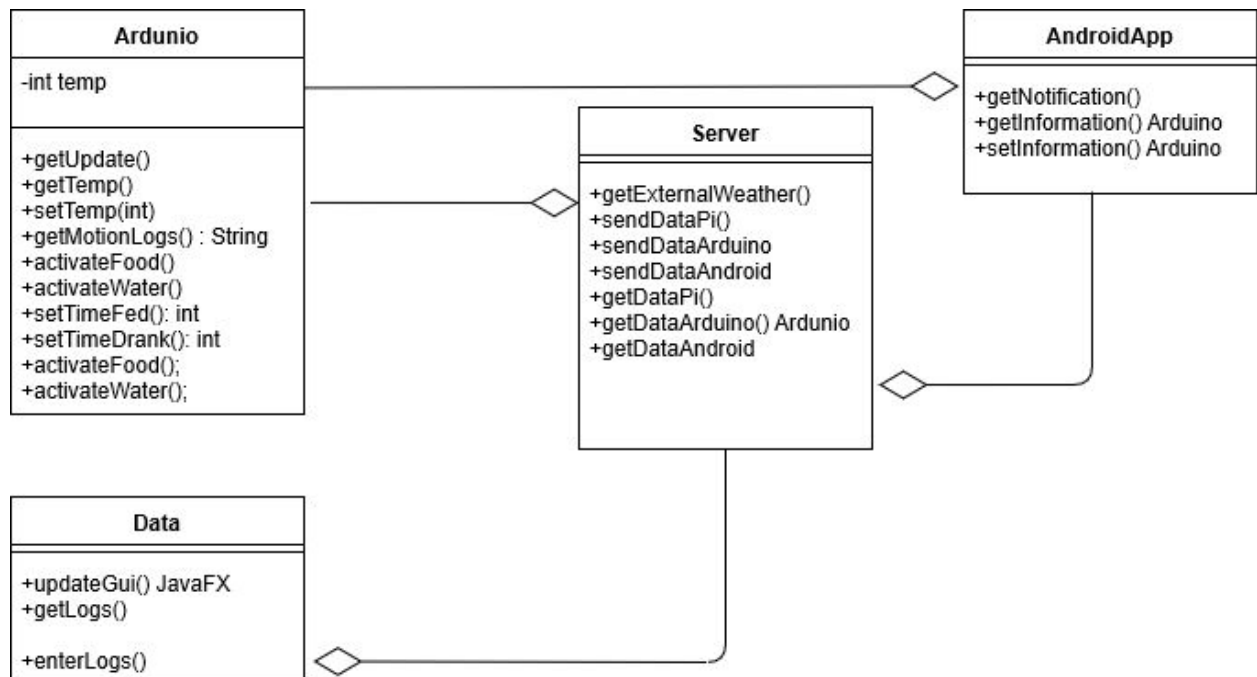 Ardunio
-int temp
+getUpdate()
+getTemp()
+setTemp(int)
+getMotionLogs() : String
+activateFood()
+activateWater()
+setTimeFed(): int
+setTimeDrank(): int
+activateFood();
+activateWater();
Server
+getExternalWeather()
+sendDataPi()
+sendDataArduino
+sendDataAndroid
+getDataPi()
+getDataArduino() Ardunio
+getDataAndroid
AndroidApp
+getNotification()
+getInformation() Arduino
+setInformation() Arduino
Data
+updateGui() JavaFX
+getLogs()
+enterLogs()